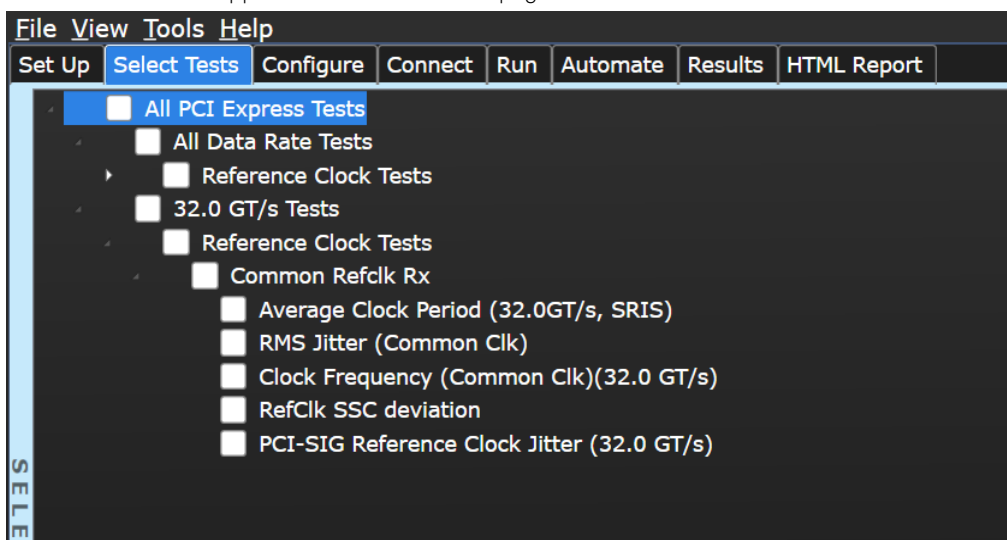 File View Tools Help
Set Up Select Tests Configure Connect Run Automate Results HTML Report
All PCI Express Tests
All Data Rate Tests
Reference Clock Tests
32.0 GT/s Tests
Reference Clock Tests
Common Refclk Rx
Average Clock Period (32.0GT/s, SRIS)
RMS Jitter (Common Clk)
Clock Frequency (Common Clk)(32.0 GT/s)
RefClk SSC deviation
PCI-SIG Reference Clock Jitter (32.0 GT/s)
SELE